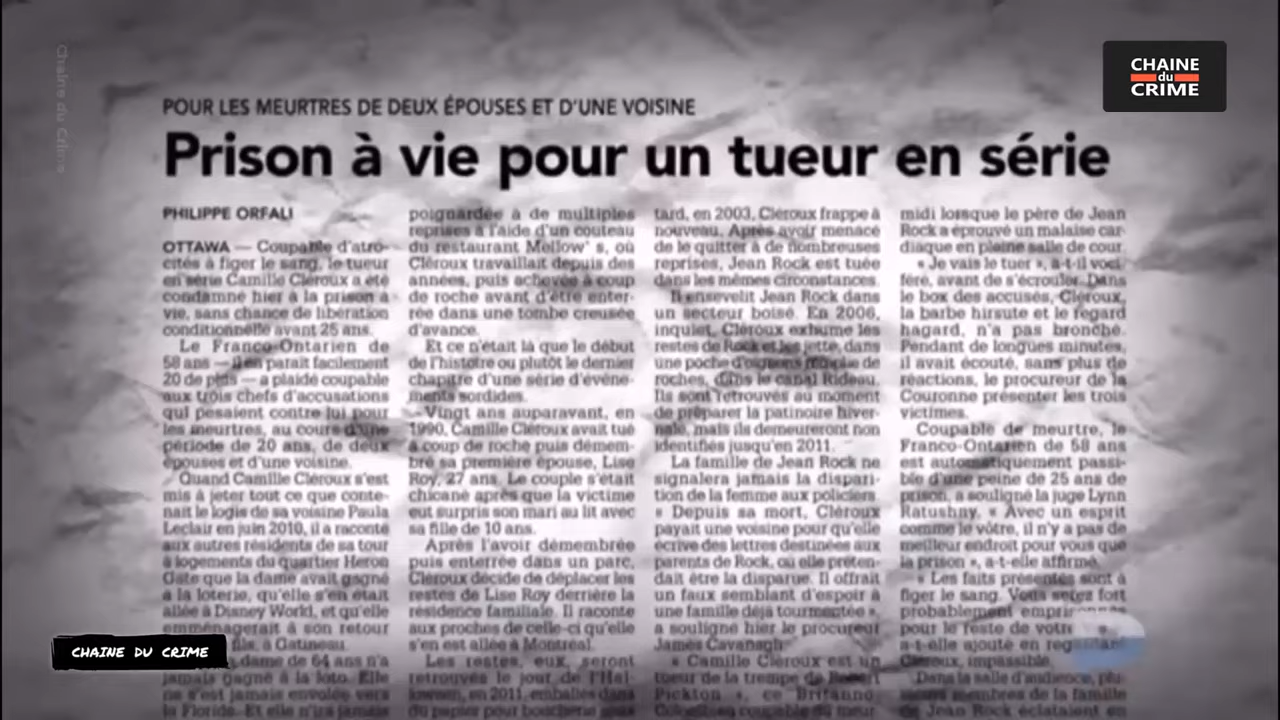 CHAINE
du
CRIME
Chaine du Crime
POUR LES MEURTRES DE DEUX ÉPOUSES ET D'UNE VOISINE
Prison à vie pour un tueur en série
PHILIPPE ORFALI
OTTAWA — Coupable d'atro-
cités à figer le sang, le tueur
en série Camille Cléroux a été
condamné hier à la prison à
vie, sans chance de libération
conditionnelle avant 25 ans.
Le Franco-Ontarien de
58 ans — il en paraît facilement
20 de plus — a plaidé coupable
aux trois chefs d'accusations
qui pesaient contre lui pour
les meurtres, au cours d'une
période de 20 ans, de deux
épouses et d'une voisine.
Quand Camille Cléroux s'est
mis à jeter tout ce que conte-
nait le logis de sa voisine Paula
Leclair en juin 2010, il a raconté
aux autres résidents de sa tour
à logements du quartier Heron
Gate que la dame avait gagné
à la loterie, qu'elle s'en était
allée à Disney World, et qu'elle
emménagerait à son retour
fils, à Gatineau.
dame de 64 ans n'a
jamais gagné à la loto. Elle
ne s'est jamais envolée vers
la Floride. Et elle n'ira jamais
poignardée à de multiples
reprises à l'aide d'un couteau
du restaurant Mellow' s, où
Cléroux travaillait depuis des
années, puis achevée à coup
de roche avant d'être enter-
rée dans une tombe creusée
d'avance.
Et ce n'était là que le début
de l'histoire ou plutôt le dernier
chapitre d'une série d'événe-
ments sordides.
Vingt ans auparavant, en
1990, Camille Cléroux avait tué
à coup de roche puis démem-
bré sa première épouse, Lise
Roy, 27 ans. Le couple s'était
chicané après que la victime
eut surpris son mari au lit avec
sa fille de 10 ans.
Après l'avoir démembrée
puis enterrée dans un parc,
Cléroux décide de déplacer les
restes de Lise Roy derrière la
résidence familiale. Il raconte
aux proches de celle-ci qu'elle
s'en est allée à Montréal.
Les restes, eux, seront
retrouvés le jour de l'Hal-
loween, en 2011, emballés dans
du papier pour boucherie sous
tard, en 2003, Cléroux frappe à
nouveau. Après avoir menacé
de le quitter à de nombreuses
reprises, Jean Rock est tuée
dans les mêmes circonstances.
Il ensevelit Jean Rock dans
un secteur boisé. En 2006,
inquiet, Cléroux exhume les
restes de Rock et les jette, dans
une poche d'oignons remplie de
roches, dans le canal Rideau.
Ils sont retrouvés au moment
de préparer la patinoire hiver-
nale, mais ils demeureront non
identifiés jusqu'en 2011.
La famille de Jean Rock ne
signalera jamais la dispari-
tion de la femme aux policiers.
« Depuis sa mort, Cléroux
payait une voisine pour qu'elle
écrive des lettres destinées aux
parents de Rock, où elle préten-
dait être la disparue. Il offrait
un faux semblant d'espoir à
une famille déjà tourmentée »,
a souligné hier le procureur
James Cavanagh.
« Camille Cléroux est un
tueur de la trempe de Robert
Pickton », ce Britanno-
Colombien coupable du meur-
midi lorsque le père de Jean
Rock a éprouvé un malaise car-
diaque en pleine salle de cour.
« Je vais le tuer », a-t-il voci-
féré, avant de s'écrouler. Dans
le box des accusés, Cléroux,
la barbe hirsute et le regard
hagard, n'a pas bronché.
Pendant de longues minutes,
il avait écouté, sans plus de
réactions, le procureur de la
Couronne présenter les trois
victimes.
Coupable de meurtre, le
Franco-Ontarien de 58 ans
est automatiquement passi-
ble d'une peine de 25 ans de
prison, a souligné la juge Lynn
Ratushny. « Avec un esprit
comme le vôtre, il n'y a pas de
meilleur endroit pour vous que
la prison », a-t-elle affirmé.
« Les faits présentés sont à
figer le sang. Vous serez fort
probablement
pour le reste de votre
a-t-elle ajouté en regardant
Cléroux, impassible.
Dans la salle d'audience, plu-
sieurs membres de la famille
de Jean Rock éclataient en
CHAINE DU CRIME